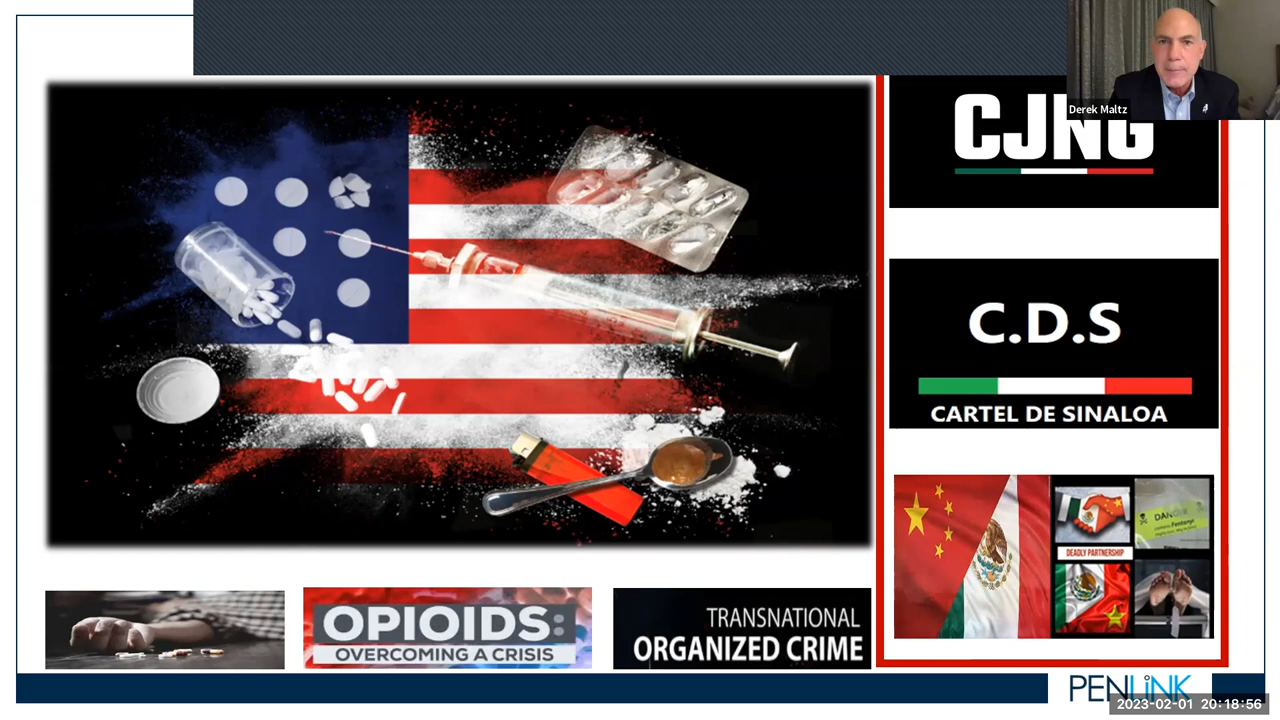 CJNG
Derek Maltz
C.D.S
CARTEL DE SINALOA
DEADLY PARTNERSHIP
OPIOIDS:
OVERCOMING A CRISIS
TRANSNATIONAL
ORGANIZED CRIME
PENLINK
2023-02-01 20:18:56